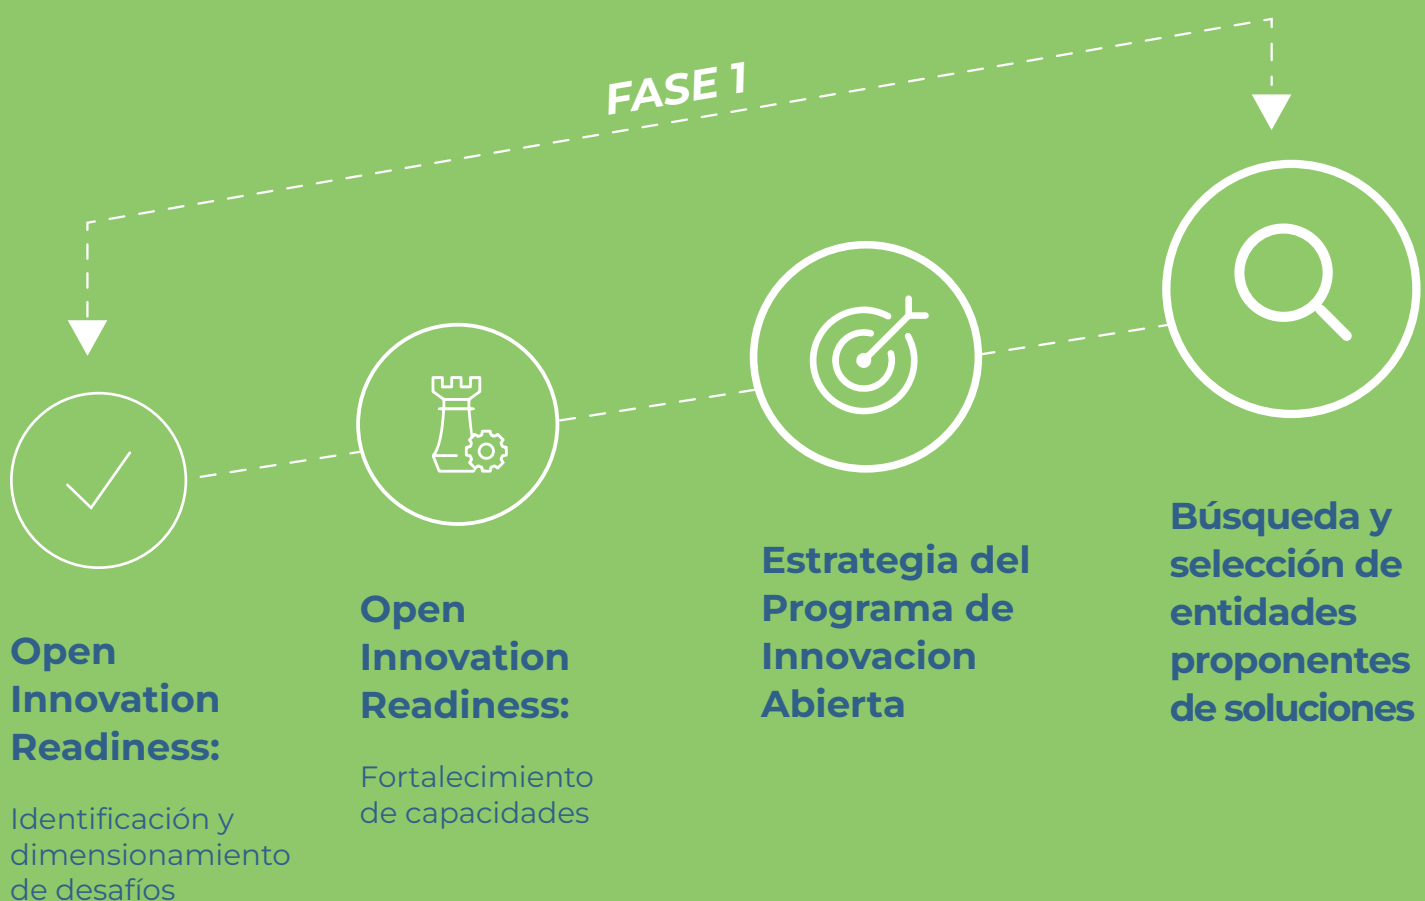 FASE 1
Open
Innovation
Readiness:
Identificación y
dimensionamiento
de desafíos
Open
Innovation
Readiness:
Fortalecimiento
de capacidades
Estrategia del
Programa de
Innovacion
Abierta
Búsqueda y
selección de
entidades
proponentes
de soluciones